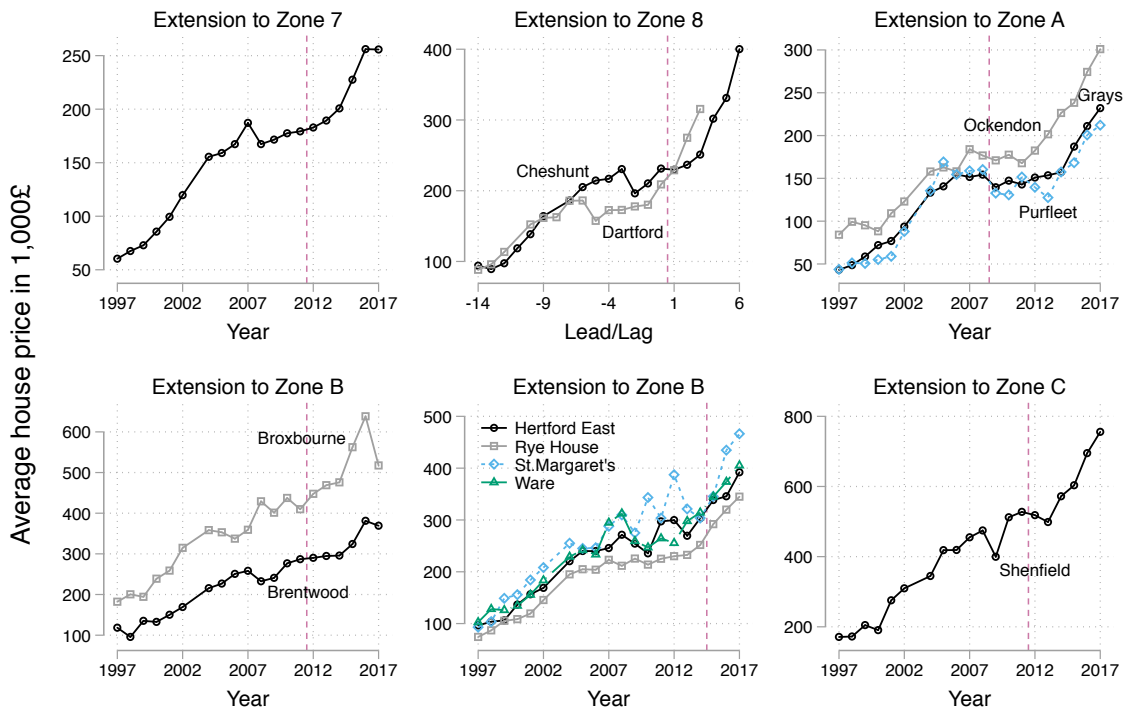 Average house price in 1,000£
Extension to Zone 7
250
200
150
100
50
1997 2002 2007 2012 2017
Year
Extension to Zone 8
400
300
200
100
Cheshunt
Dartford
-14 -9 -4 1 6
Lead/Lag
Extension to Zone A
300
250
200
150
100
50
Grays
Ockendon
Purfleet
1997 2002 2007 2012 2017
Year
Extension to Zone B
600
500
400
300
200
100
Broxbourne
Brentwood
1997 2002 2007 2012 2017
Year
Extension to Zone B
500
400
300
200
100
Hertford East
Rye House
St.Margaret's
Ware
1997 2002 2007 2012 2017
Year
Extension to Zone C
800
600
400
200
Shenfield
1997 2002 2007 2012 2017
Year